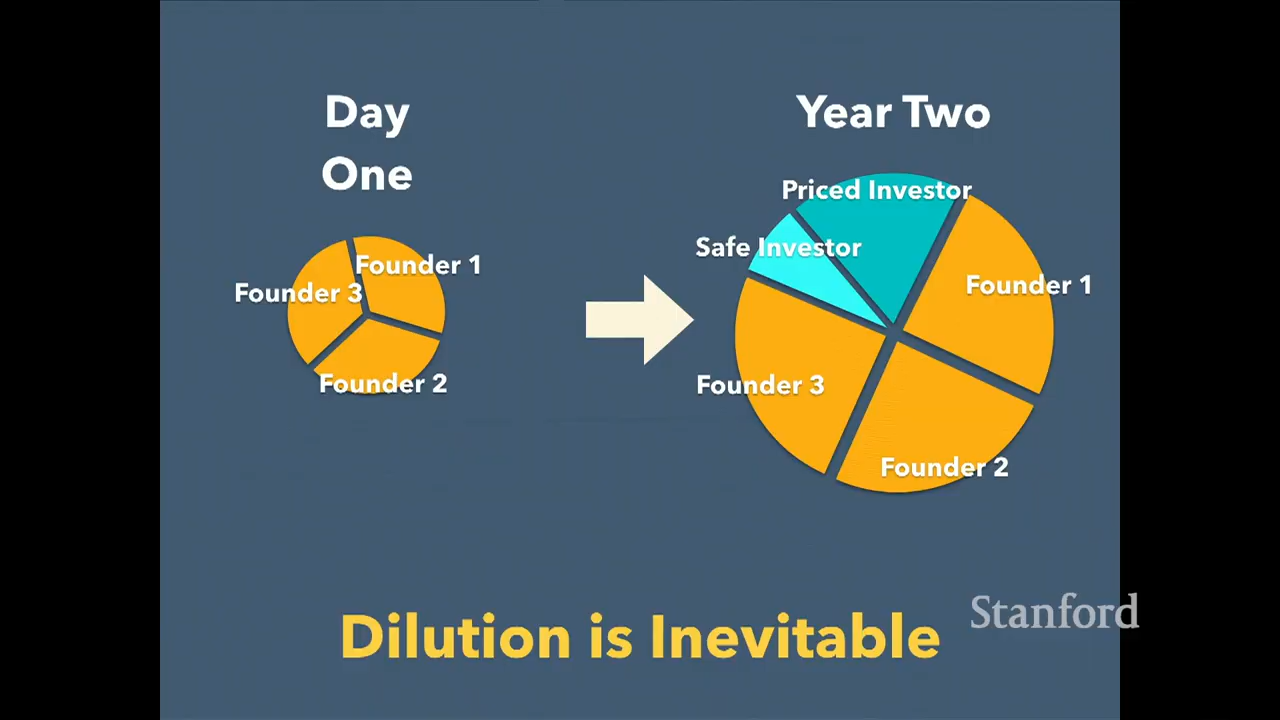 Day
One
Founder 1
Founder 3
Founder 2
Year Two
Priced Investor
Safe Investor
Founder 1
Founder 3
Founder 2
Dilution is Inevitable
Stanford